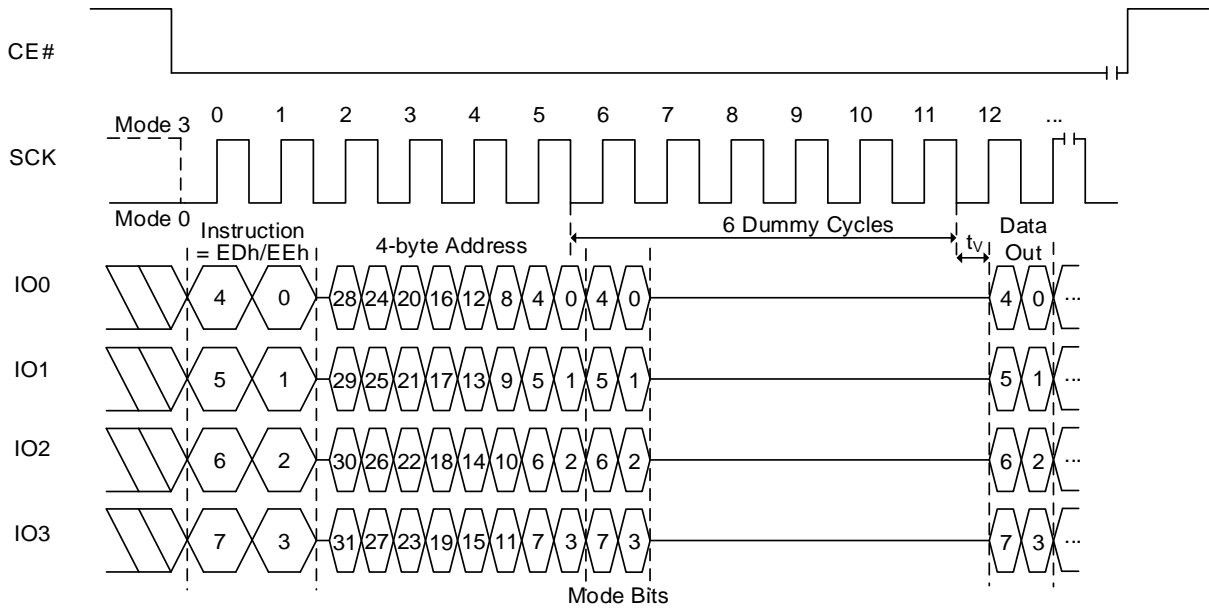 CE#
0 1 2 3 4 5 6 7 8 9 10 11 12 ...
Mode 3
SCK
Mode 0
Instruction
= EDh/EEh
4-byte Address
6 Dummy Cycles
tV
Data
Out
IO0 4 0 28 24 20 16 12 8 4 0 4 0 4 0 ...
IO1 5 1 29 25 21 17 13 9 5 1 5 1 5 1 ...
IO2 6 2 30 26 22 18 14 10 6 2 6 2 6 2 ...
IO3 7 3 31 27 23 19 15 11 7 3 7 3 7 3 ...
Mode Bits